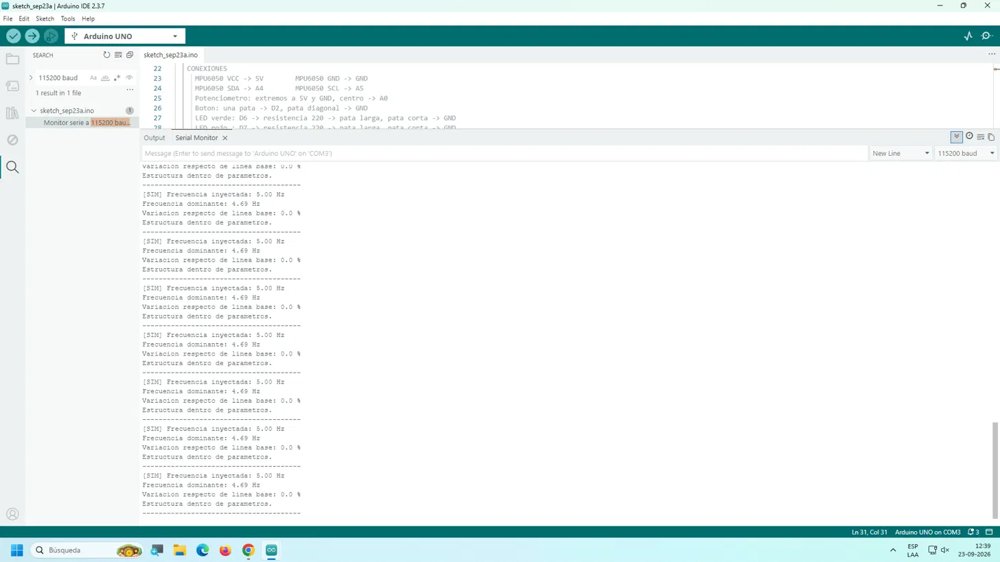 sketch_sep23a | Arduino IDE 2.3.7
File Edit Sketch Tools Help
Arduino UNO
SEARCH
115200 baud
Aa ab
1 result in 1 file
sketch_sep23a.ino 1
Monitor serie a 115200 bau...
sketch_sep23a.ino
22 CONEXIONES
23 MPU6050 VCC -> 5V MPU6050 GND -> GND
24 MPU6050 SDA -> A4 MPU6050 SCL -> A5
25 Potenciometro: extremos a 5V y GND, centro -> A0
26 Boton: una pata -> D2, pata diagonal -> GND
27 LED verde: D6 -> resistencia 220 -> pata larga, pata corta -> GND
28 LED rojo : D7 -> resistencia 220 -> pata larga, pata corta -> GND
Output Serial Monitor
Message (Enter to send message to 'Arduino UNO' on 'COM3')
New Line
115200 baud
Variacion respecto de linea base: 0.0 %
Estructura dentro de parametros.
---------------------------------------
[SIM] Frecuencia inyectada: 5.00 Hz
Frecuencia dominante: 4.69 Hz
Variacion respecto de linea base: 0.0 %
Estructura dentro de parametros.
---------------------------------------
[SIM] Frecuencia inyectada: 5.00 Hz
Frecuencia dominante: 4.69 Hz
Variacion respecto de linea base: 0.0 %
Estructura dentro de parametros.
---------------------------------------
[SIM] Frecuencia inyectada: 5.00 Hz
Frecuencia dominante: 4.69 Hz
Variacion respecto de linea base: 0.0 %
Estructura dentro de parametros.
---------------------------------------
[SIM] Frecuencia inyectada: 5.00 Hz
Frecuencia dominante: 4.69 Hz
Variacion respecto de linea base: 0.0 %
Estructura dentro de parametros.
---------------------------------------
[SIM] Frecuencia inyectada: 5.00 Hz
Frecuencia dominante: 4.69 Hz
Variacion respecto de linea base: 0.0 %
Estructura dentro de parametros.
---------------------------------------
[SIM] Frecuencia inyectada: 5.00 Hz
Frecuencia dominante: 4.69 Hz
Variacion respecto de linea base: 0.0 %
Estructura dentro de parametros.
---------------------------------------
[SIM] Frecuencia inyectada: 5.00 Hz
Frecuencia dominante: 4.69 Hz
Variacion respecto de linea base: 0.0 %
Estructura dentro de parametros.
---------------------------------------
Ln 31, Col 31 Arduino UNO on COM3 3
Búsqueda
ESP
LAA
12:39
23-09-2026